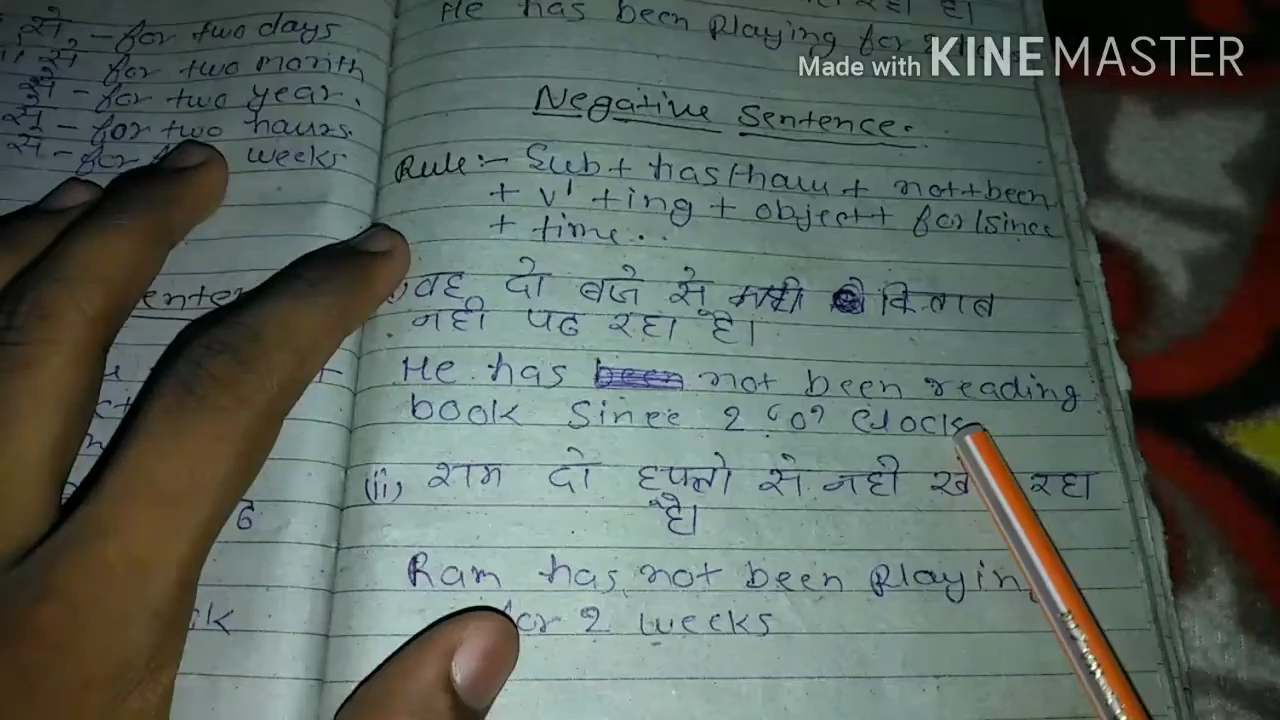 से - for two days
से for two month
से - for two year.
से - for two hours.
से - for weeks
He has been Playing for
Made with KINEMASTER
Negative Sentence.
Rule:- Sub + has/have + not + been
+ V¹ + ing + object + for/since
+ time..
वह दो बजे से किताब
नही पढ रहा है।
He has not been reading
book Since 2 'o' Clock
(ii) राम दो हफ्तो से नही रहा
है।
Ram has not been Playin
for 2 weeks